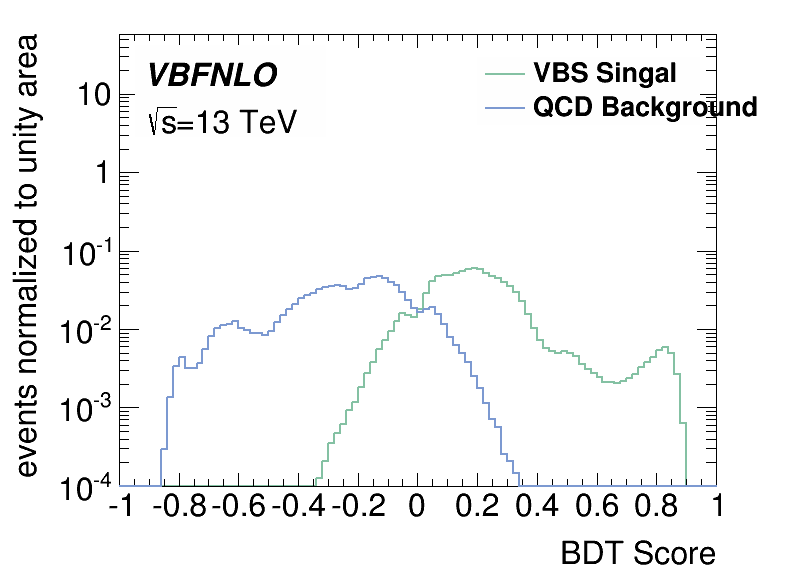 events normalized to unity area
VBFNLO
√s=13 TeV
VBS Singal
QCD Background
10
1
10⁻¹
10⁻²
10⁻³
10⁻⁴
-1 -0.8 -0.6 -0.4 -0.2 0 0.2 0.4 0.6 0.8 1
BDT Score